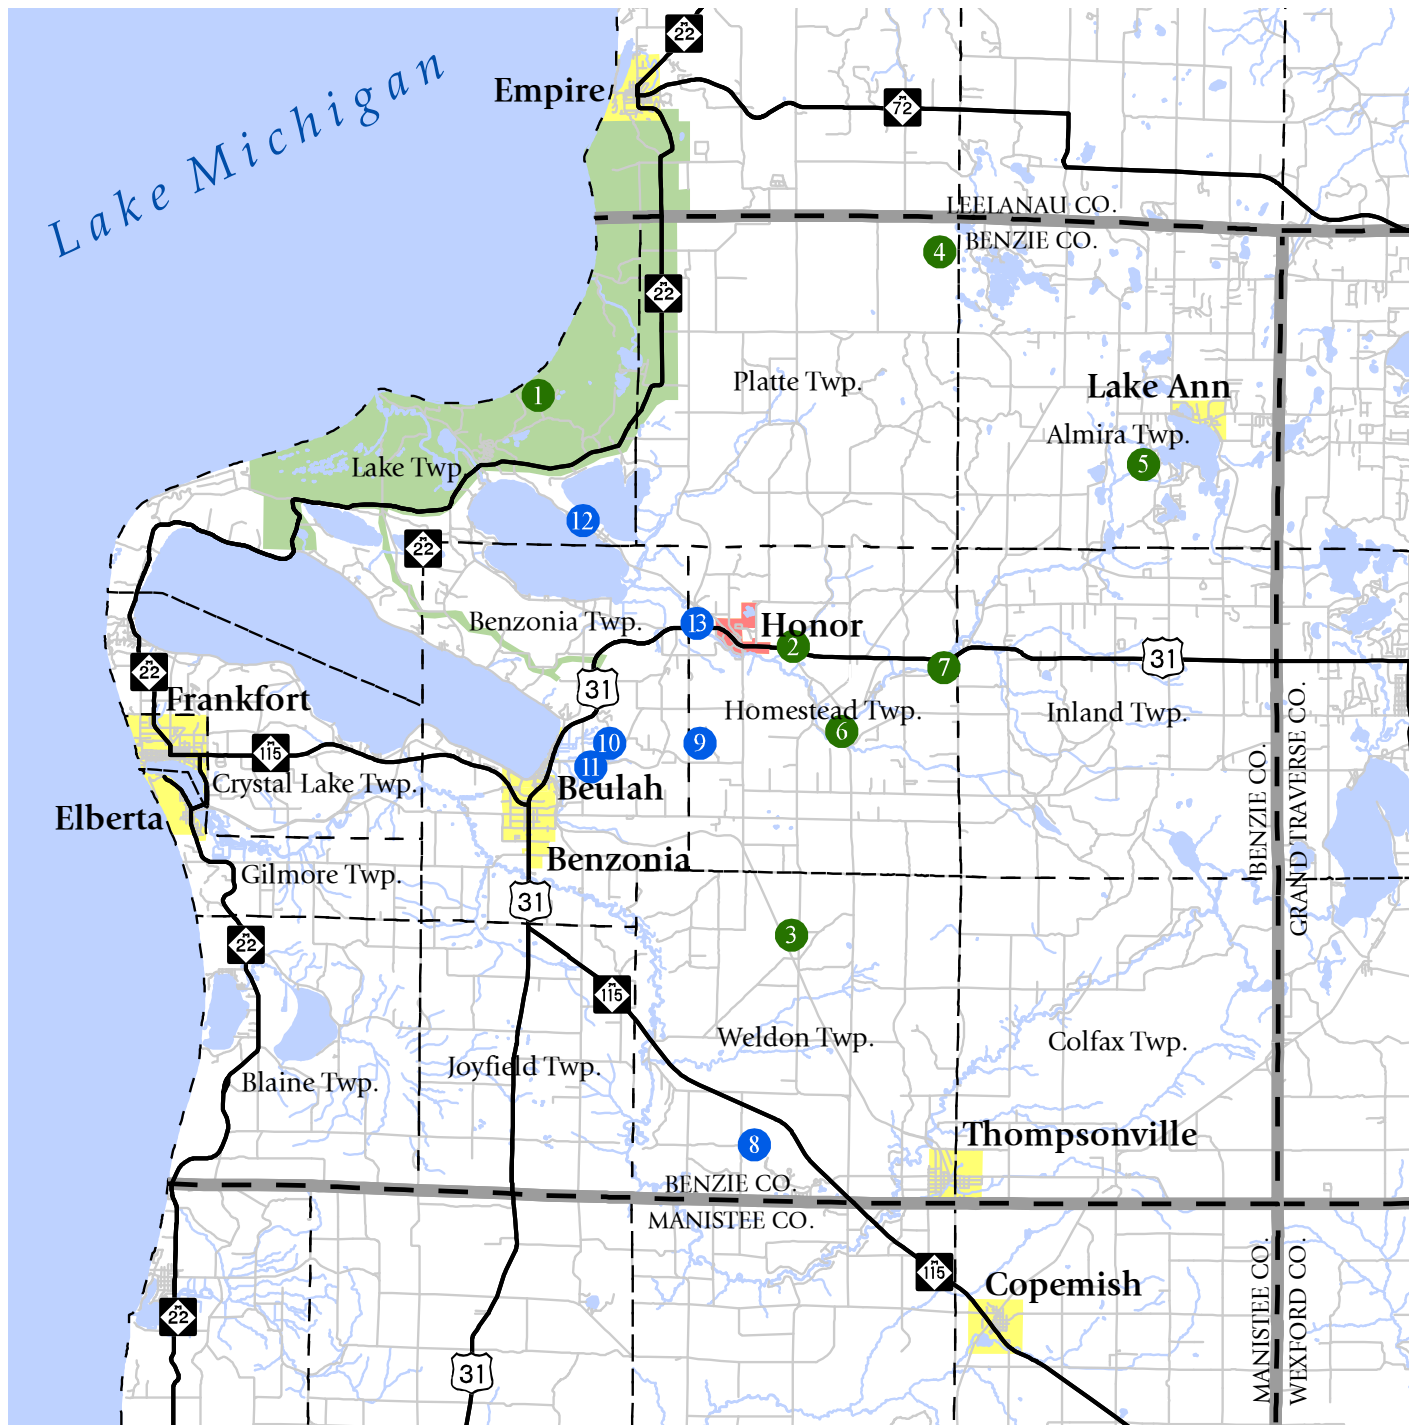 M
22
Empire
M
72
Lake Michigan
LEELANAU CO.
BENZIE CO.
4
M
22
Platte Twp.
Lake Ann
1
Almira Twp.
Lake Twp.
5
12
M
22
Benzonia Twp.
13
Honor
2
31
7
M
22
31
Frankfort
Homestead Twp.
Inland Twp.
6
10
9
M
115
11
Crystal Lake Twp.
Beulah
Elberta
BENZIE CO.
GRAND TRAVERSE CO.
Benzonia
Gilmore Twp.
31
3
M
22
M
115
Weldon Twp.
Colfax Twp.
Joyfield Twp.
Blaine Twp.
Thompsonville
8
BENZIE CO.
MANISTEE CO.
M
115
Copemish
MANISTEE CO.
WEXFORD CO.
M
22
31